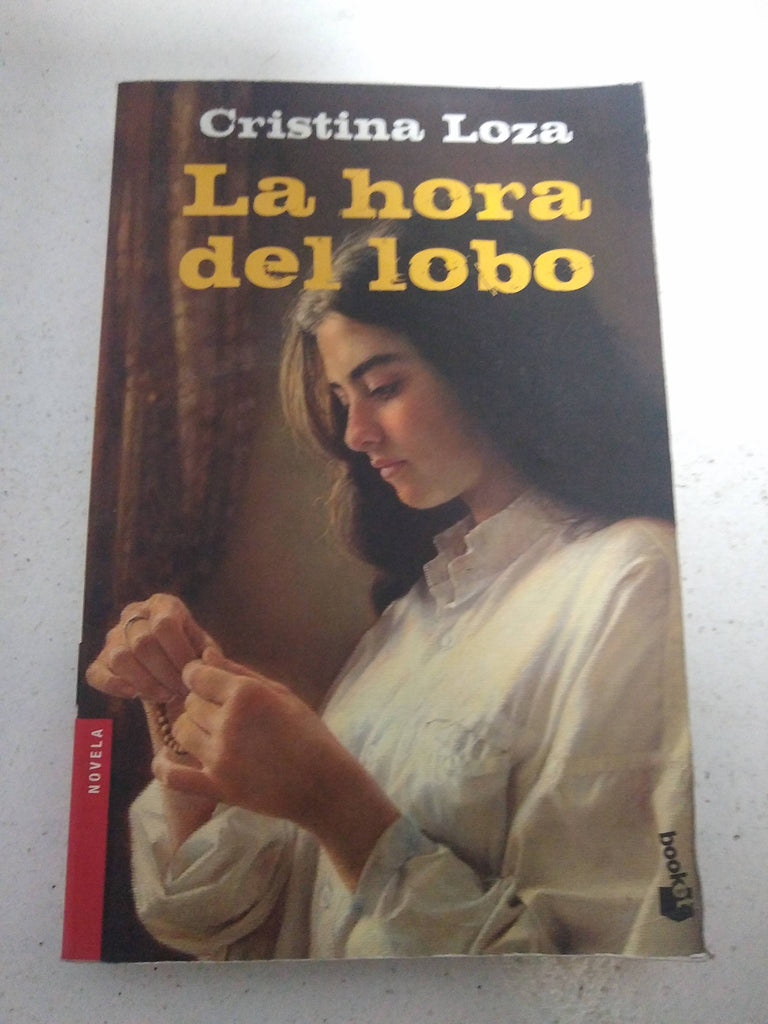 Cristina Loza
La hora
del lobo
NOVELA
booket